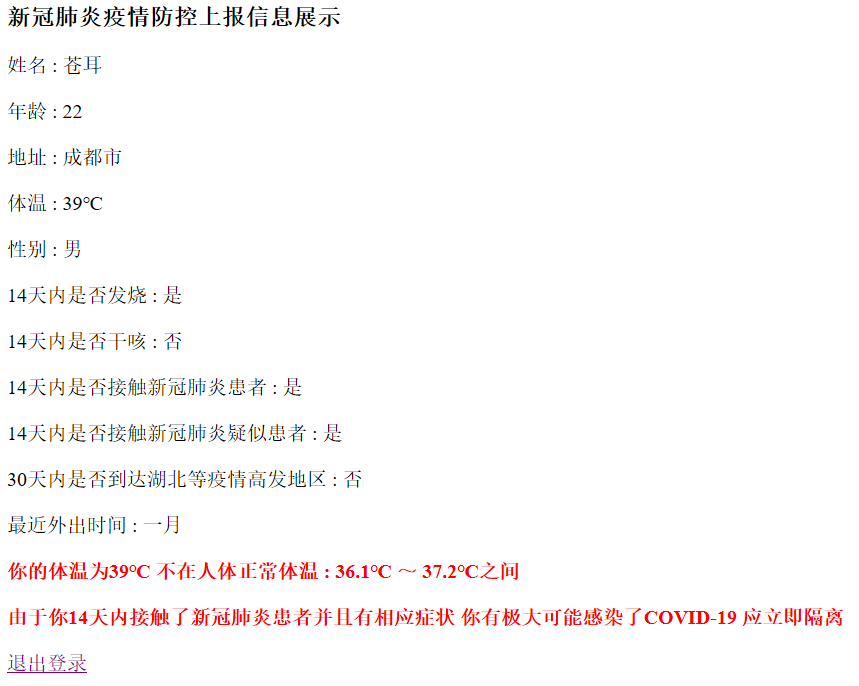 新冠肺炎疫情防控上报信息展示
姓名 : 苍耳
年龄 : 22
地址 : 成都市
体温 : 39℃
性别 : 男
14天内是否发烧 : 是
14天内是否干咳 : 否
14天内是否接触新冠肺炎患者 : 是
14天内是否接触新冠肺炎疑似患者 : 是
30天内是否到达湖北等疫情高发地区 : 否
最近外出时间 : 一月
你的体温为39℃ 不在人体正常体温 : 36.1℃ ～ 37.2℃之间
由于你14天内接触了新冠肺炎患者并且有相应症状 你有极大可能感染了COVID-19 应立即隔离
退出登录